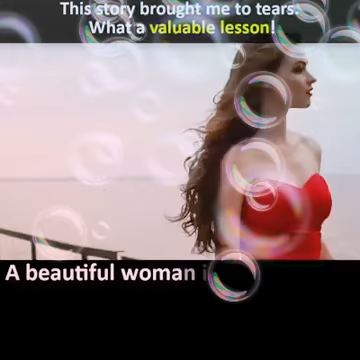 This story brought me to tears.
What a valuable lesson!
A beautiful woman